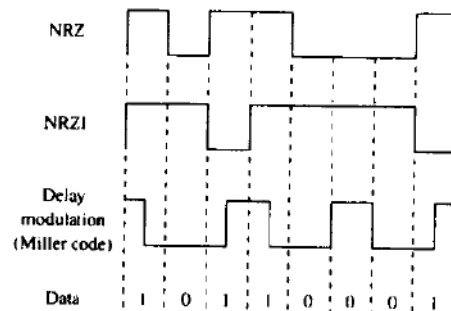 NRZ
NRZI
Delay
modulation
(Miller code)
Data 1 0 1 1 0 0 0 1